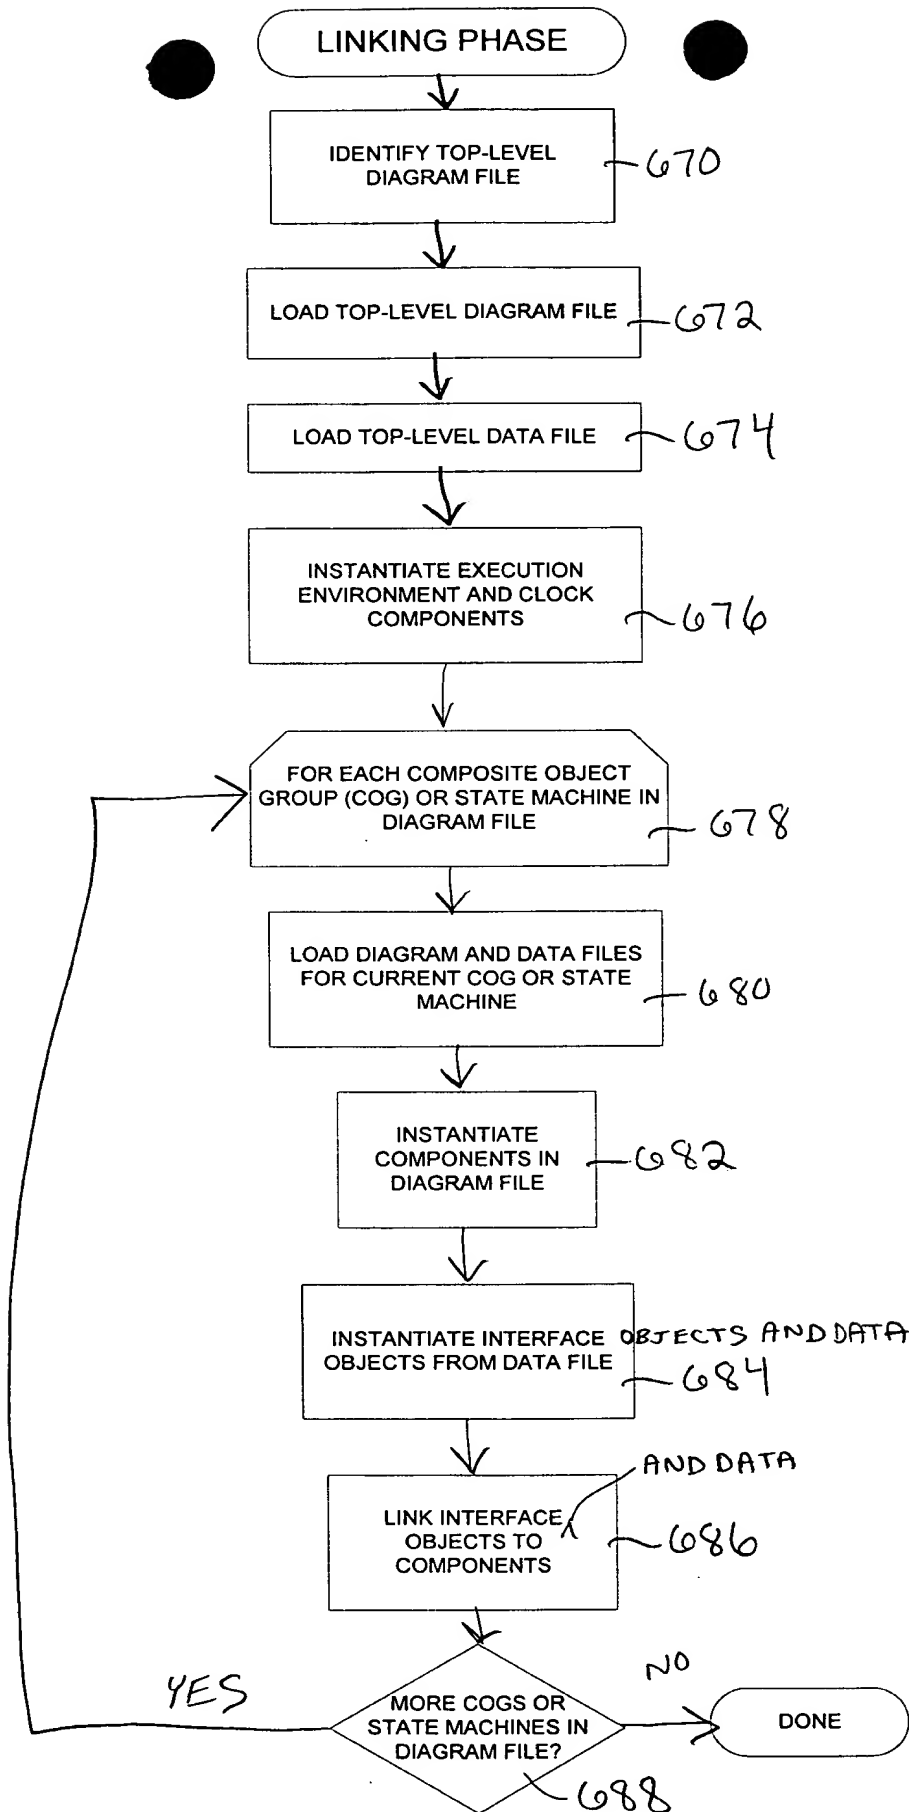 LINKING PHASE
IDENTIFY TOP-LEVEL
DIAGRAM FILE
670
LOAD TOP-LEVEL DIAGRAM FILE
672
LOAD TOP-LEVEL DATA FILE
674
INSTANTIATE EXECUTION
ENVIRONMENT AND CLOCK
COMPONENTS
676
FOR EACH COMPOSITE OBJECT
GROUP (COG) OR STATE MACHINE IN
DIAGRAM FILE
678
LOAD DIAGRAM AND DATA FILES
FOR CURRENT COG OR STATE
MACHINE
680
INSTANTIATE
COMPONENTS IN
DIAGRAM FILE
682
INSTANTIATE INTERFACE OBJECTS AND DATA
OBJECTS FROM DATA FILE
684
AND DATA
LINK INTERFACE
OBJECTS TO
COMPONENTS
686
YES
NO
MORE COGS OR
STATE MACHINES IN
DIAGRAM FILE?
DONE
688